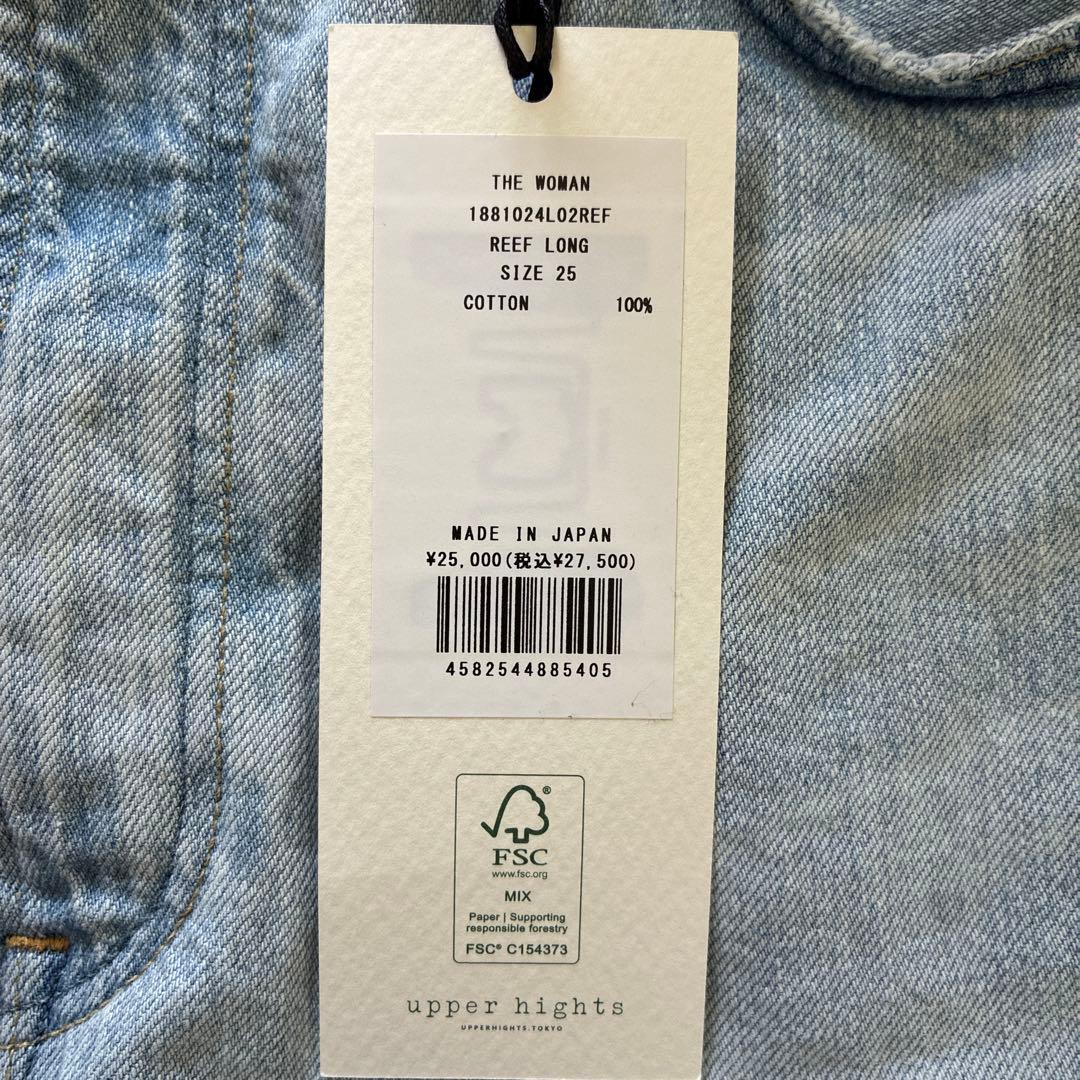 THE WOMAN
1881024L02REF
REEF LONG
SIZE 25
COTTON 100%
MADE IN JAPAN
¥25,000(税込¥27,500)
4582544885405
®
FSC
www.fsc.org
MIX
Paper | Supporting
responsible forestry
FSC® C154373
upper hights
UPPERHIGHTS.TOKYO